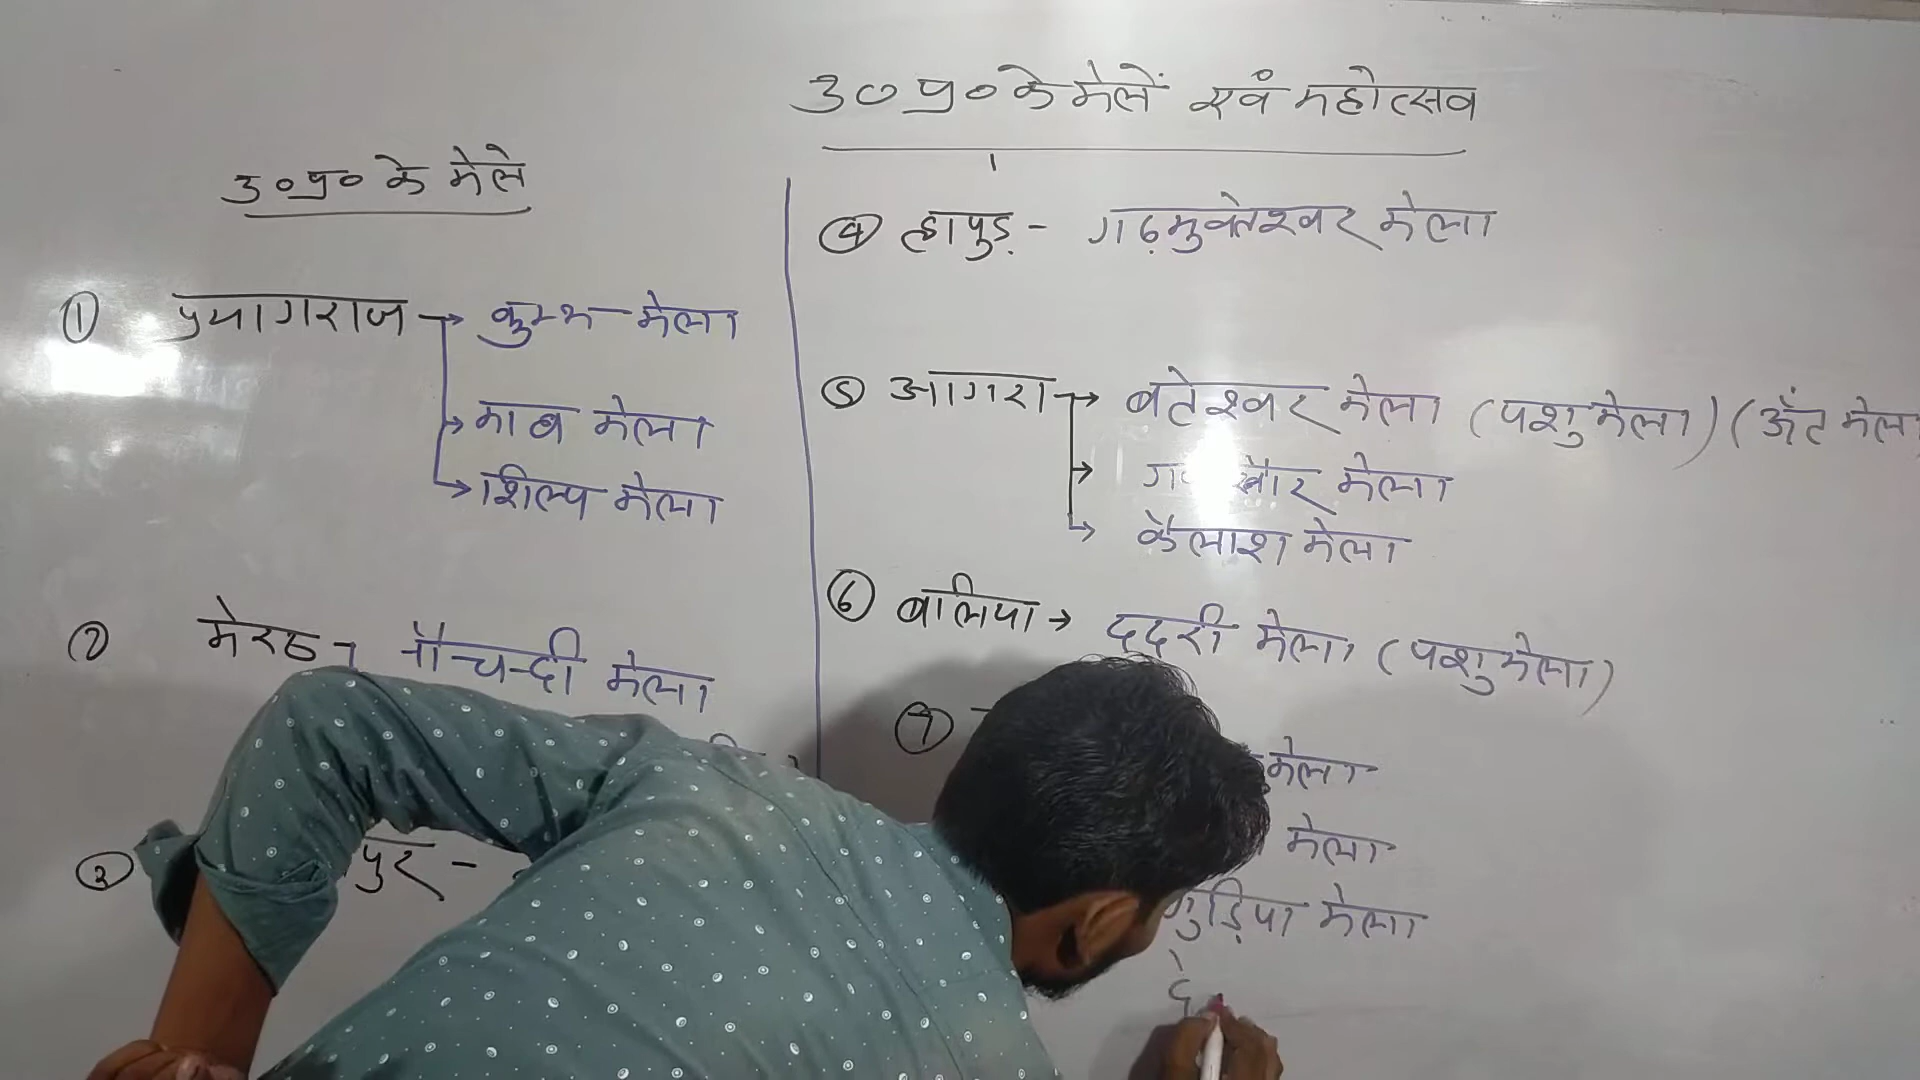 उ०प्र० के मेलें एवं महोत्सव
उ०प्र० के मेले
① प्रयागराज → कुम्भ मेला
→ माघ मेला
→ शिल्प मेला
② मेरठ → नौचन्दी मेला
③ पुर -
④ हापुड़ - गढ़मुक्तेश्वर मेला
⑤ आगरा → बटेश्वर मेला (पशु मेला) (ऊँट मेला
→ मेला
→ कैलाश मेला
⑥ बलिया → ददरी मेला (पशु मेला)
⑦
मेला
मेला
गुड़िया मेला